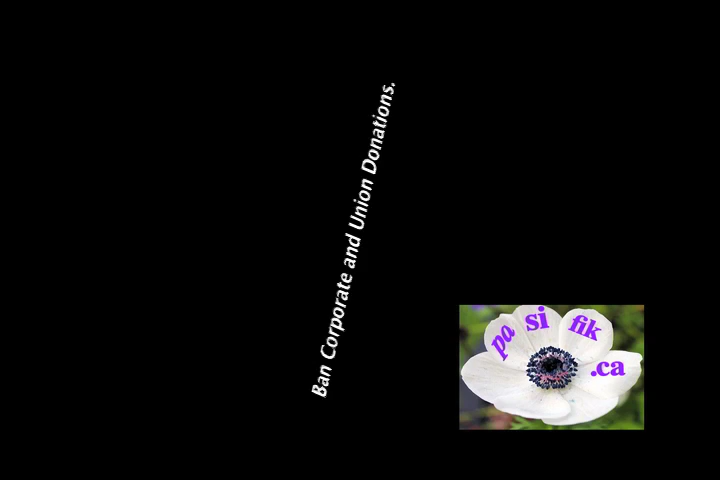 Ban Corporate and Union Donations.
pa si fik
.ca